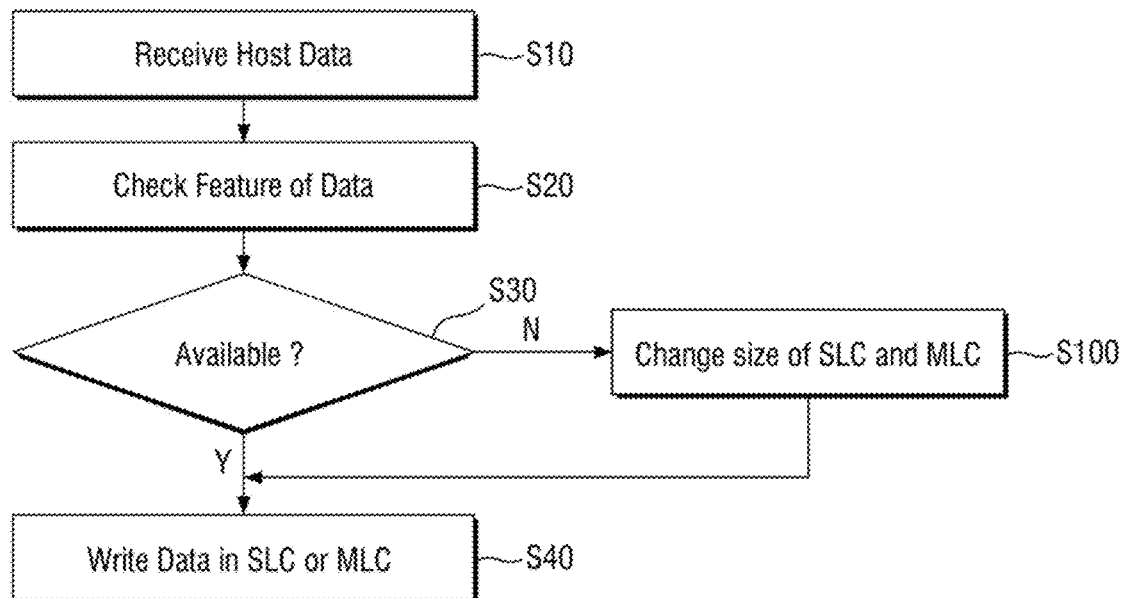 Receive Host Data
S10
Check Feature of Data
S20
S30
Available ?
N
Change size of SLC and MLC
S100
Y
Write Data in SLC or MLC
S40